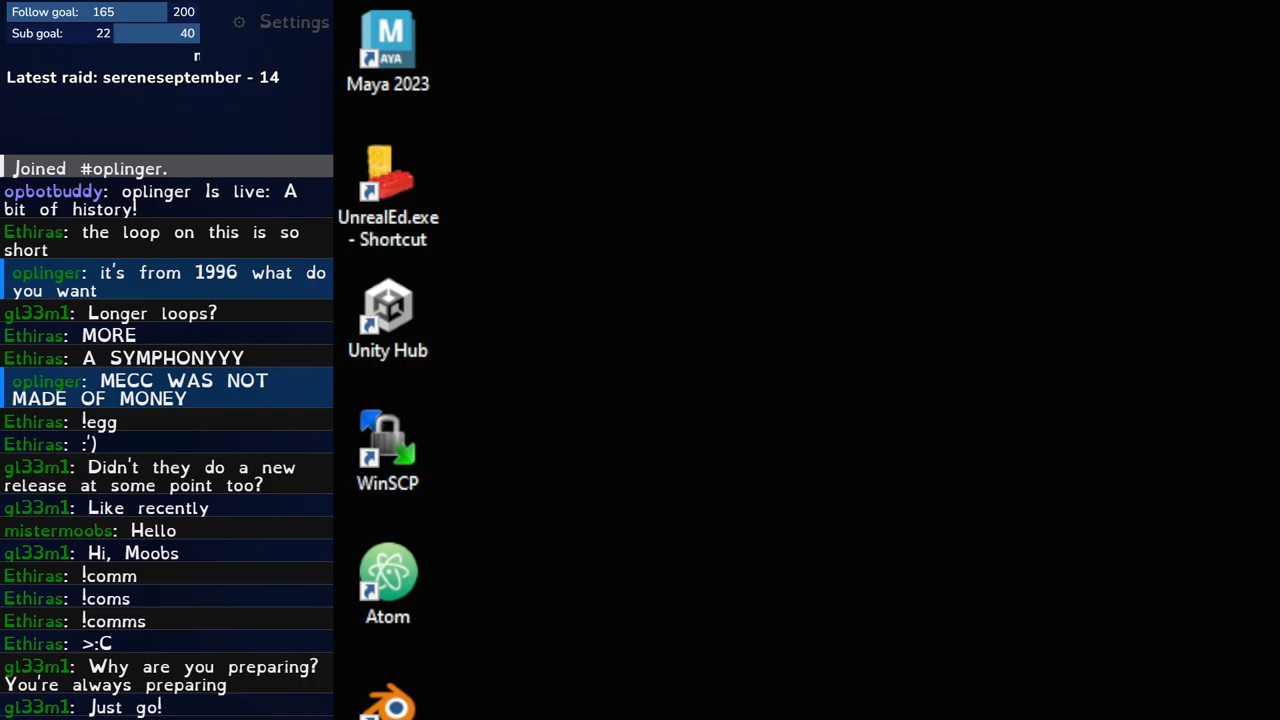 Follow goal: 165 200
Sub goal: 22 40
Settings
Latest raid: sereneseptember - 14
Joined #oplinger.
opbotbuddy: oplinger Is live: A
bit of history!
Ethiras: the loop on this is so
short
oplinger: it's from 1996 what do
you want
gl33m1: Longer loops?
Ethiras: MORE
Ethiras: A SYMPHONYYY
oplinger: MECC WAS NOT
MADE OF MONEY
Ethiras: !egg
Ethiras: :')
gl33m1: Didn't they do a new
release at some point too?
gl33m1: Like recently
mistermoobs: Hello
gl33m1: Hi, Moobs
Ethiras: !comm
Ethiras: !coms
Ethiras: !comms
Ethiras: >:C
gl33m1: Why are you preparing?
You're always preparing
gl33m1: Just go!
M
AYA
Maya 2023
UnrealEd.exe
- Shortcut
Unity Hub
WinSCP
Atom